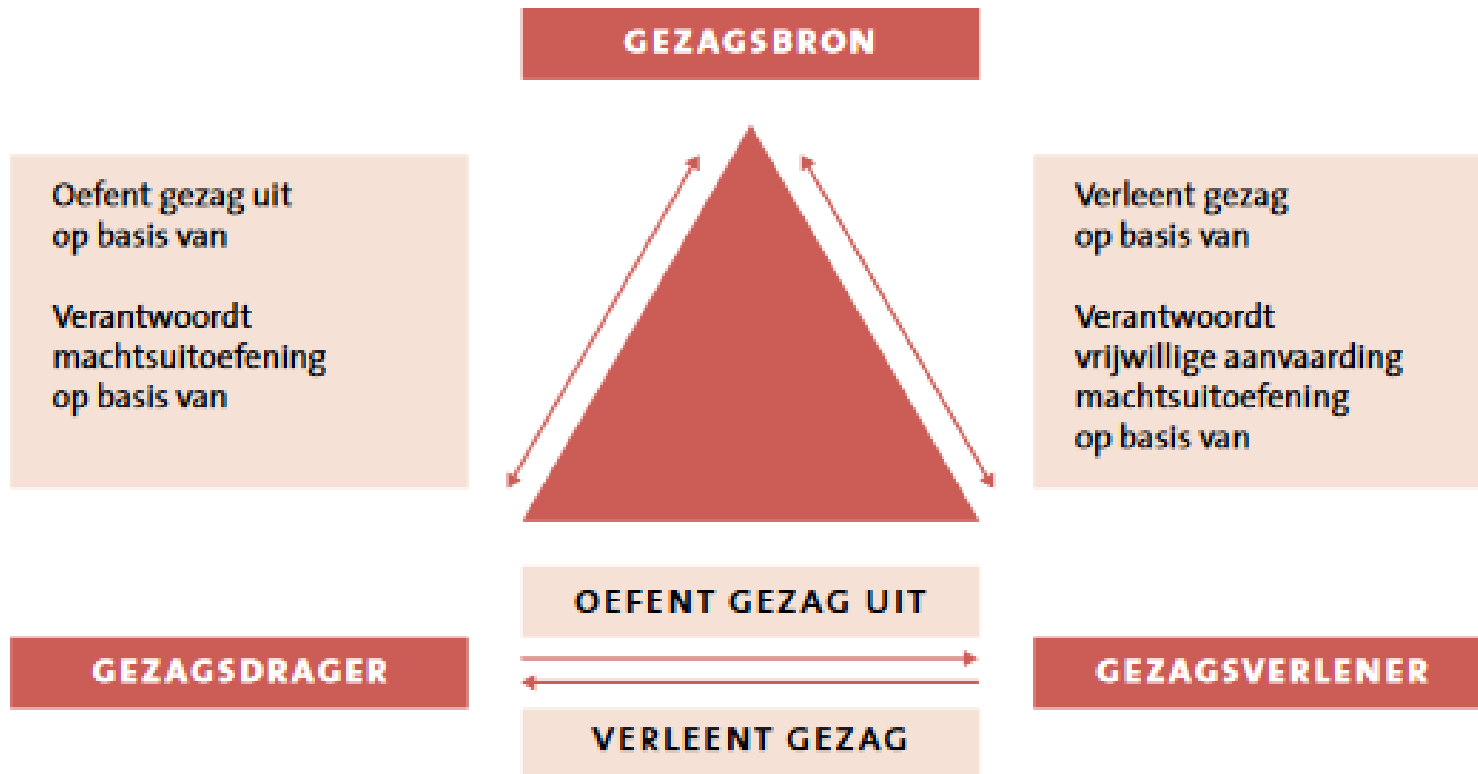 GEZAGSBRON
Oefent gezag uit
op basis van
Verantwoordt
machtsuitoefening
op basis van
Verleent gezag
op basis van
Verantwoordt
vrijwillige aanvaarding
machtsuitoefening
op basis van
OEFENT GEZAG UIT
GEZAGSDRAGER
GEZAGSVERLENER
VERLEENT GEZAG